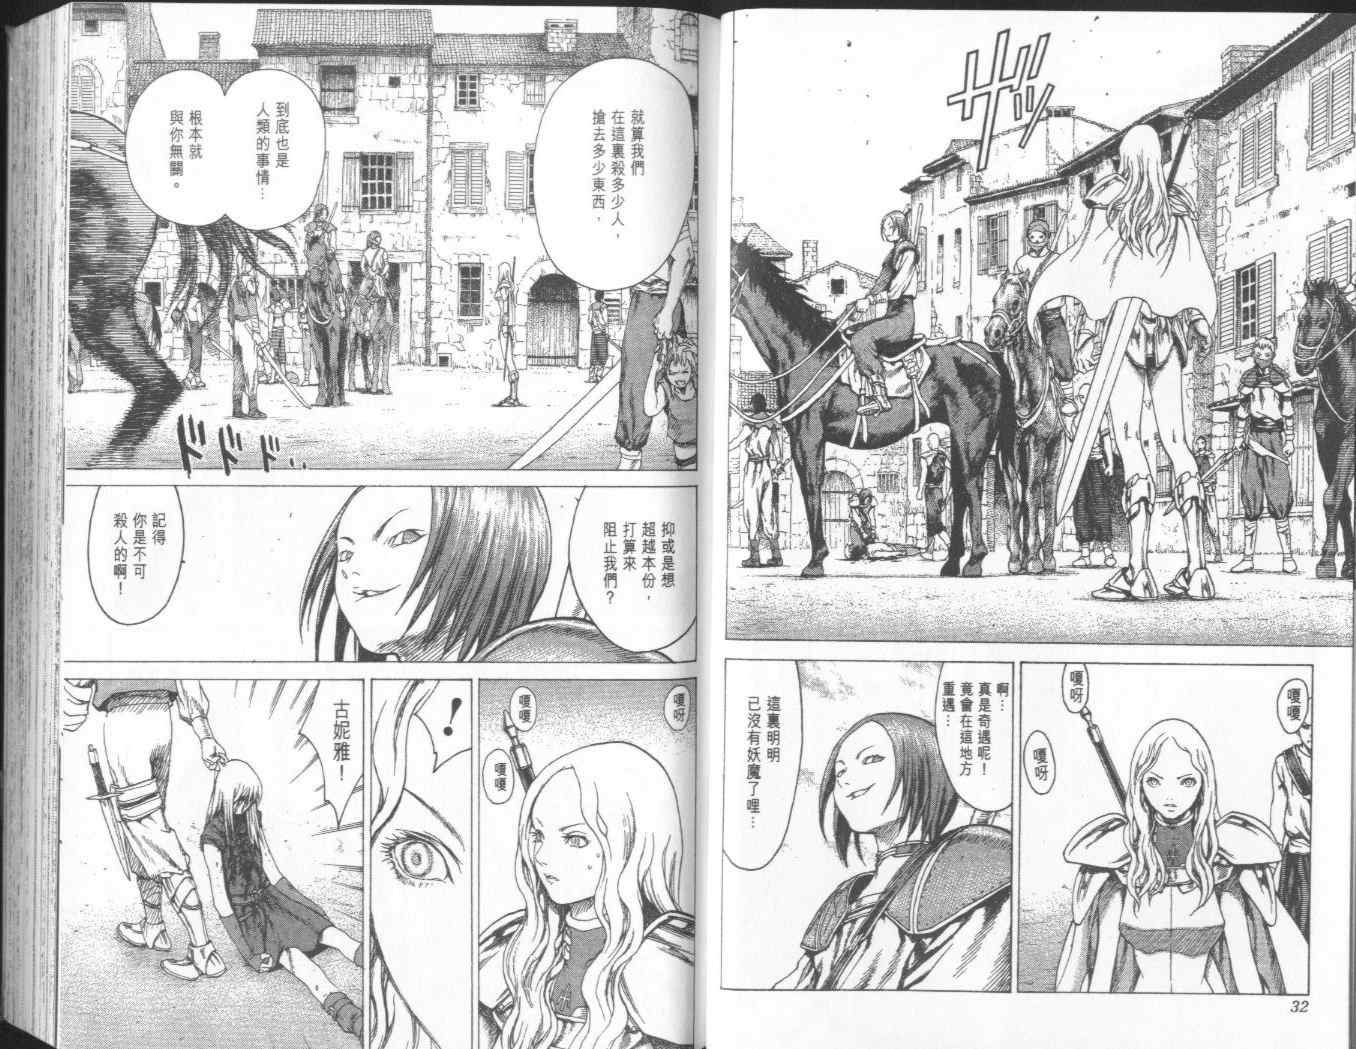 ザッ
嘎嘎
嘎呀
嘎呀
啊…
真是奇遇呢！
竟會在這地方
重遇…
這裏明明
已沒有妖魔了哩…
32
就算我們
在這裏殺多少人，
搶去多少東西，
到底也是
人類的事情…
根本就
與你無關。
ドドド…
抑或是想
超越本份，
打算來
阻止我們？
記得
你是不可
殺人的啊！
嘎呀
嘎嘎
嘎嘎
！
古妮雅！